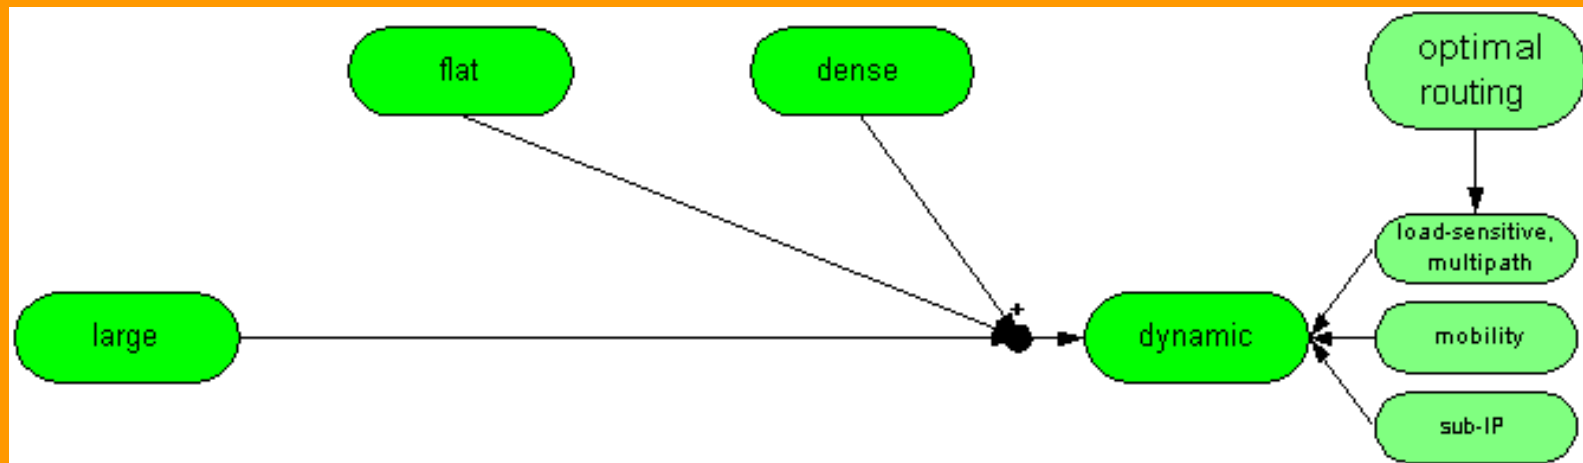 flat
dense
optimal
routing
load-sensitive,
multipath
large
+
dynamic
mobility
sub-IP